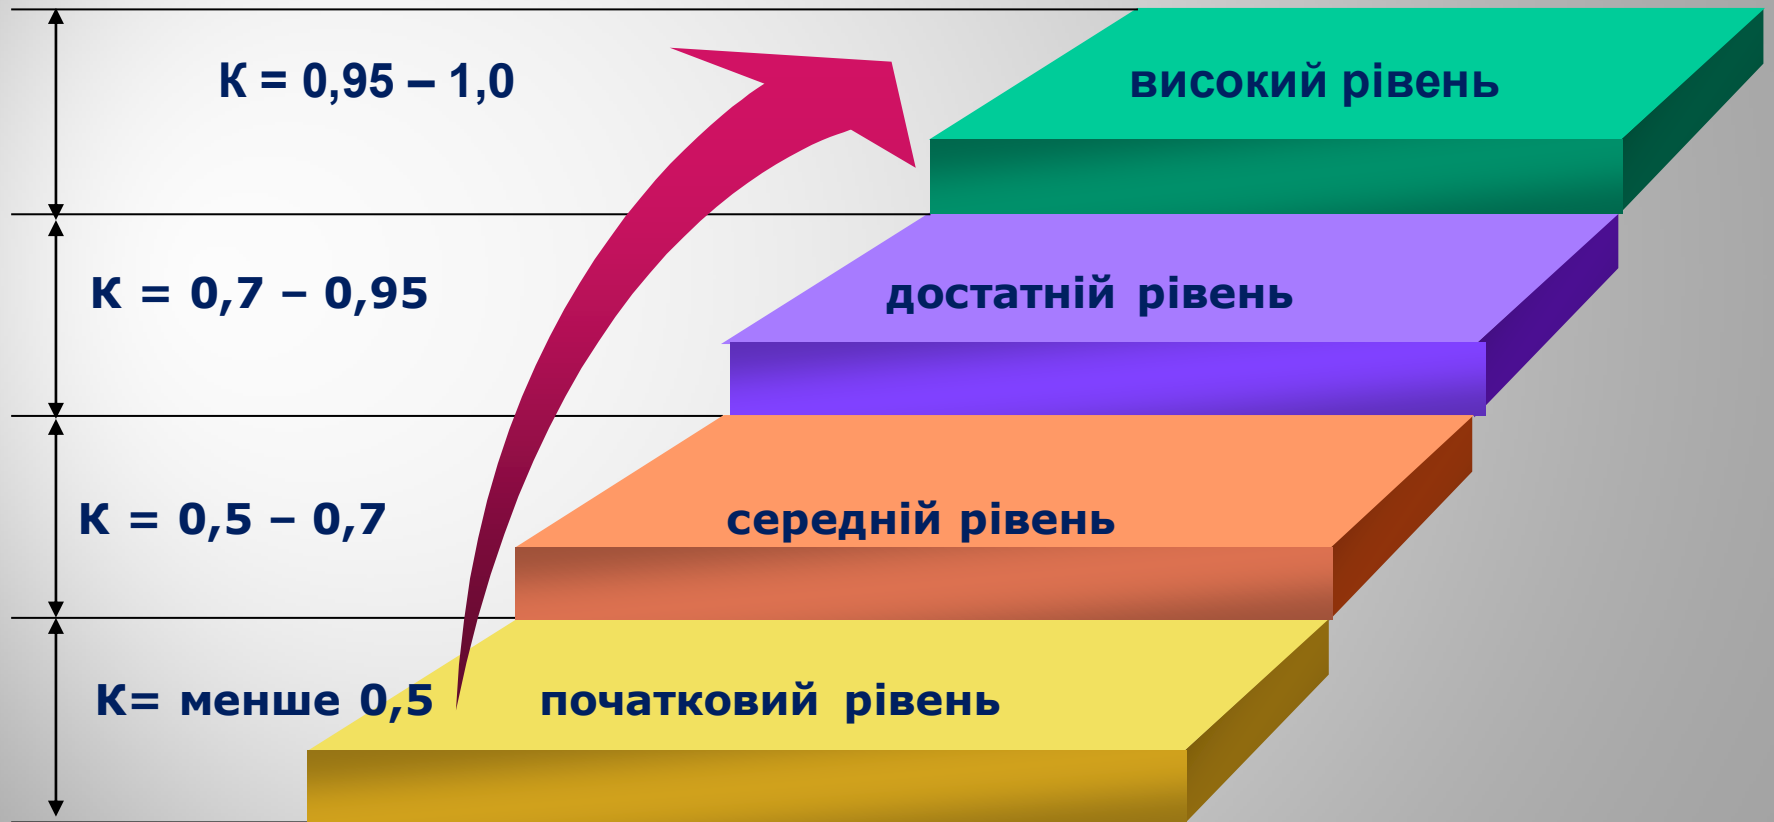 К = 0,95 – 1,0 високий рівень
К = 0,7 – 0,95 достатній рівень
К = 0,5 – 0,7 середній рівень
К= менше 0,5 початковий рівень